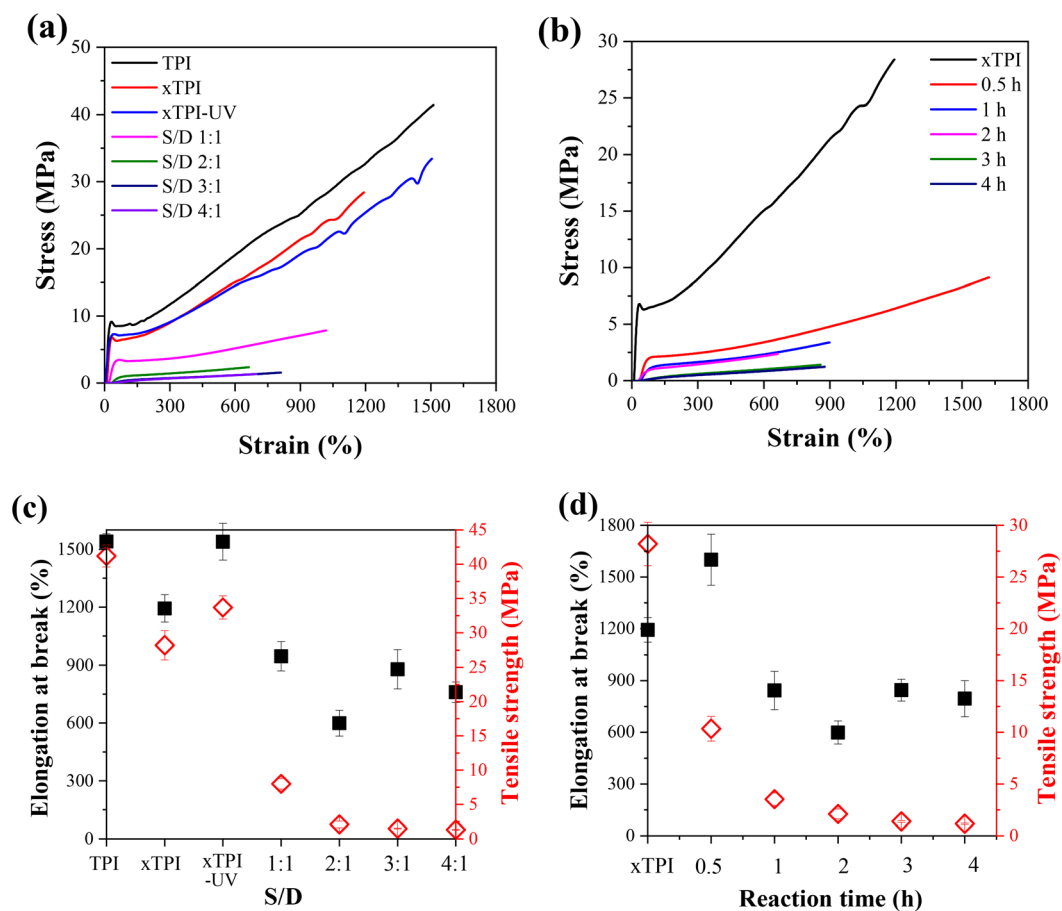 (a)
50
40
30
20
10
0
Stress (MPa)
TPI
xTPI
xTPI-UV
S/D 1:1
S/D 2:1
S/D 3:1
S/D 4:1
0 300 600 900 1200 1500 1800
Strain (%)
(b)
30
25
20
15
10
5
0
Stress (MPa)
xTPI
0.5 h
1 h
2 h
3 h
4 h
0 300 600 900 1200 1500 1800
Strain (%)
(c)
1500
1200
900
600
300
0
Elongation at break (%)
45
40
35
30
25
20
15
10
5
0
Tensile strength (MPa)
TPI xTPI xTPI 1:1 2:1 3:1 4:1
-UV
S/D
(d)
1800
1500
1200
900
600
300
0
Elongation at break (%)
30
25
20
15
10
5
0
Tensile strength (MPa)
xTPI 0.5 1 2 3 4
Reaction time (h)